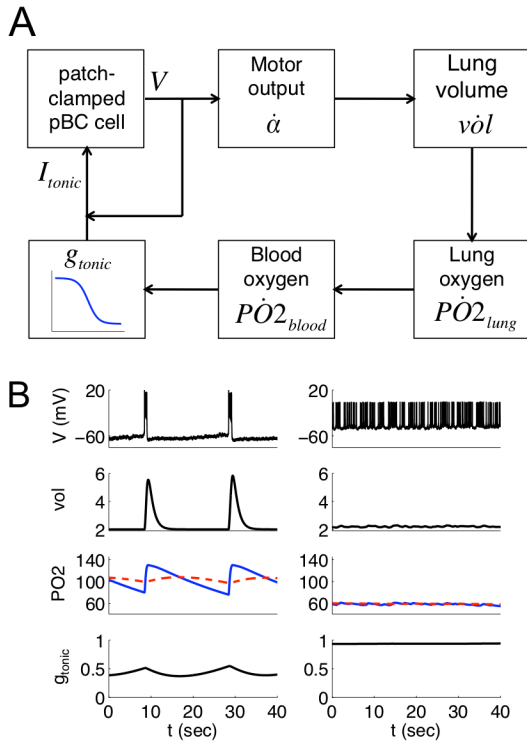 A
patch-
clamped
pBC cell
V
Motor
output
α̇
Lung
volume
vȯl
I_tonic
g_tonic
Blood
oxygen
PȮ2_blood
Lung
oxygen
PȮ2_lung
B
V (mV)
20
−60
20
−60
vol
6
4
2
6
4
2
PO2
140
100
60
140
100
60
g_tonic
1
0.5
0
1
0.5
0
0 10 20 30 40
0 10 20 30 40
t (sec)
t (sec)